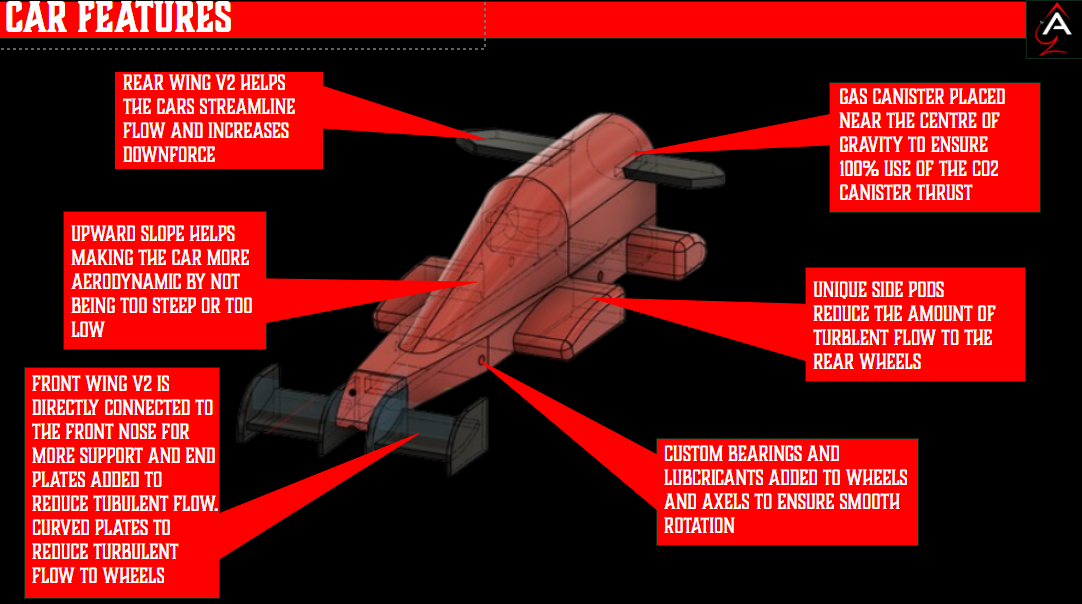 CAR FEATURES
A
REAR WING V2 HELPS
THE CARS STREAMLINE
FLOW AND INCREASES
DOWNFORCE
GAS CANISTER PLACED
NEAR THE CENTRE OF
GRAVITY TO ENSURE
100% USE OF THE CO2
CANISTER THRUST
UPWARD SLOPE HELPS
MAKING THE CAR MORE
AERODYNAMIC BY NOT
BEING TOO STEEP OR TOO
LOW
UNIQUE SIDE PODS
REDUCE THE AMOUNT OF
TURBLENT FLOW TO THE
REAR WHEELS
FRONT WING V2 IS
DIRECTLY CONNECTED TO
THE FRONT NOSE FOR
MORE SUPPORT AND END
PLATES ADDED TO
REDUCE TUBULENT FLOW.
CURVED PLATES TO
REDUCE TURBULENT
FLOW TO WHEELS
CUSTOM BEARINGS AND
LUBCRICANTS ADDED TO WHEELS
AND AXELS TO ENSURE SMOOTH
ROTATION